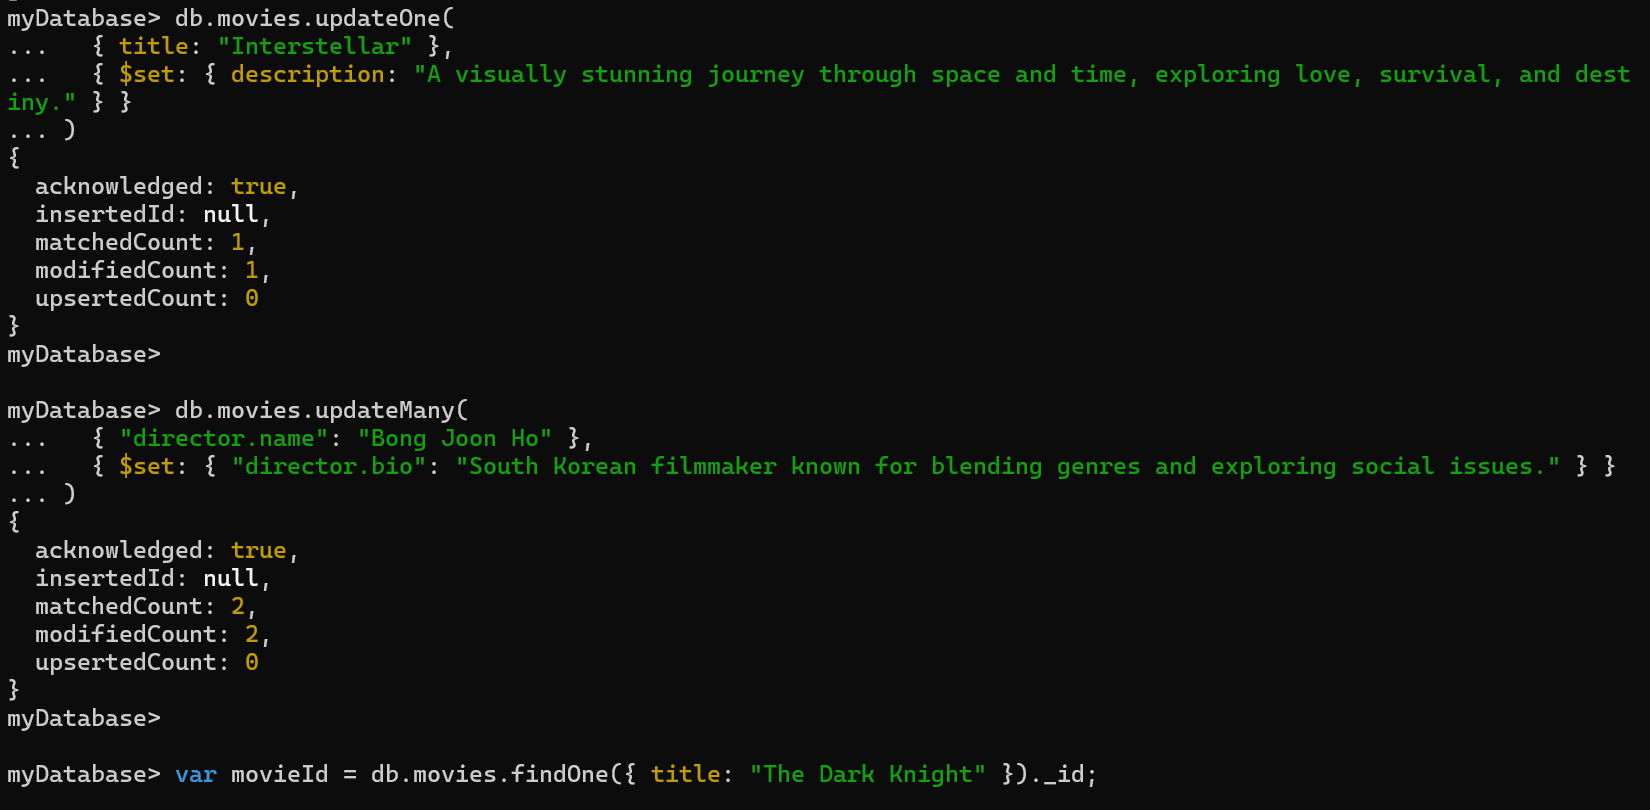 myDatabase> db.movies.updateOne(
...   { title: "Interstellar" },
...   { $set: { description: "A visually stunning journey through space and time, exploring love, survival, and dest
iny." } }
... )
{
  acknowledged: true,
  insertedId: null,
  matchedCount: 1,
  modifiedCount: 1,
  upsertedCount: 0
}
myDatabase>

myDatabase> db.movies.updateMany(
...   { "director.name": "Bong Joon Ho" },
...   { $set: { "director.bio": "South Korean filmmaker known for blending genres and exploring social issues." } }
... )
{
  acknowledged: true,
  insertedId: null,
  matchedCount: 2,
  modifiedCount: 2,
  upsertedCount: 0
}
myDatabase>

myDatabase> var movieId = db.movies.findOne({ title: "The Dark Knight" })._id;